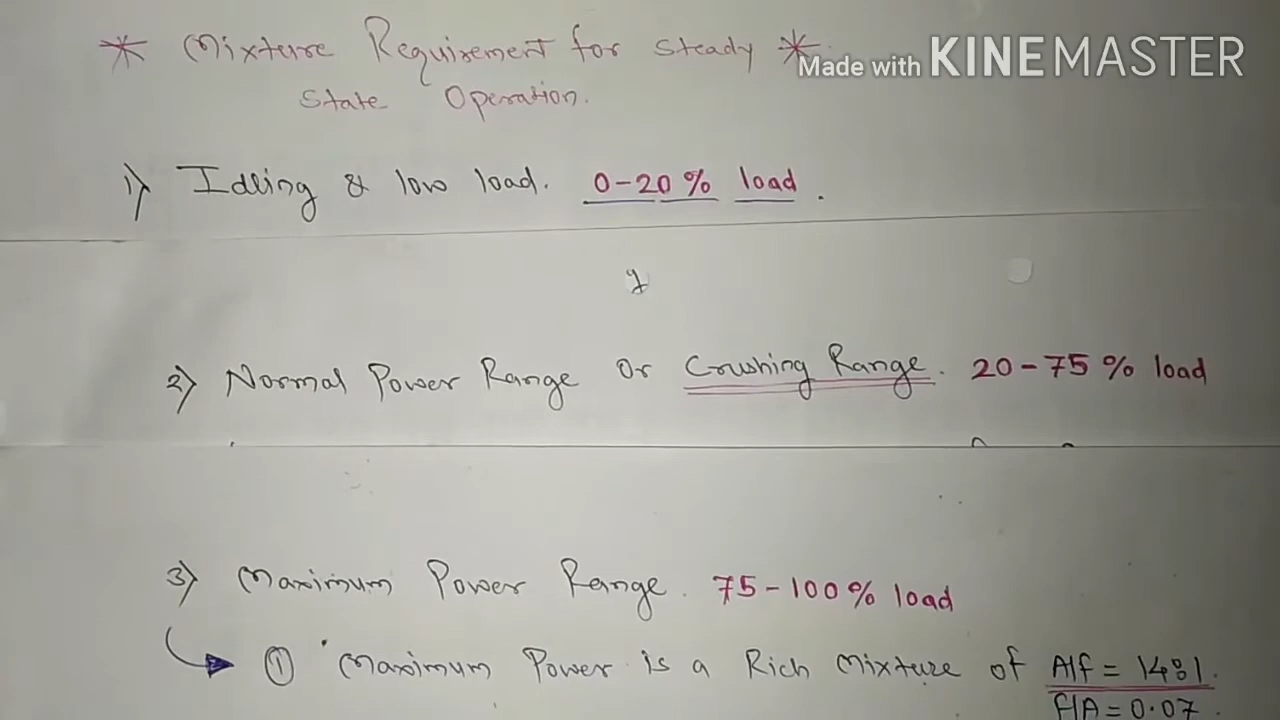 * Mixture Requirement for Steady *
State Operation.
Made with KINEMASTER
1) Idling & low load. 0-20% load.
2) Normal Power Range Or Crushing Range. 20-75% load
3) Maximum Power Range. 75-100% load
① Maximum Power is a Rich Mixture of A/f = 14:1.
f/A = 0.07.